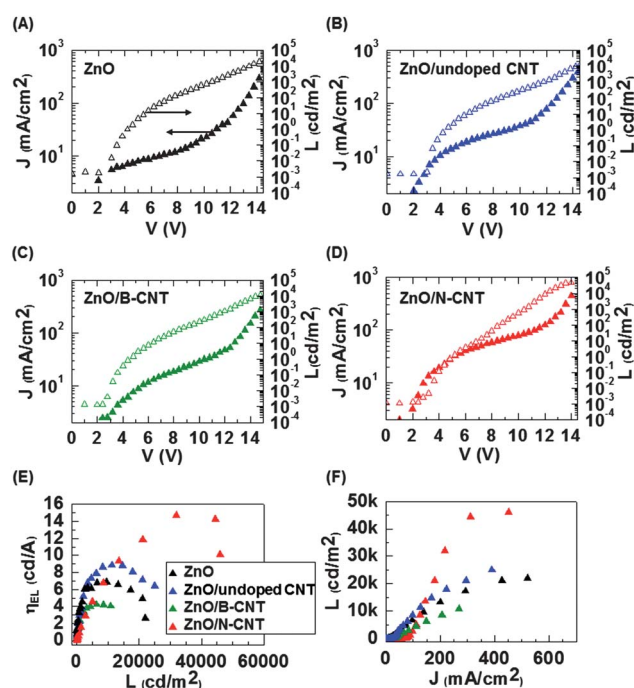 (A)
ZnO
10³
10²
10¹
J (mA/cm²)
10⁵
10⁴
10³
10²
10¹
10⁰
10⁻¹
10⁻²
10⁻³
10⁻⁴
L (cd/m²)
0 2 4 6 8 10 12 14
V (V)
(B)
ZnO/undoped CNT
10³
10²
10¹
J (mA/cm²)
10⁵
10⁴
10³
10²
10¹
10⁰
10⁻¹
10⁻²
10⁻³
10⁻⁴
L (cd/m²)
0 2 4 6 8 10 12 14
V (V)
(C)
ZnO/B-CNT
10³
10²
10¹
J (mA/cm²)
10⁵
10⁴
10³
10²
10¹
10⁰
10⁻¹
10⁻²
10⁻³
10⁻⁴
L(cd/m²)
0 2 4 6 8 10 12 14
V (V)
(D)
ZnO/N-CNT
10³
10²
10¹
J (mA/cm²)
10⁵
10⁴
10³
10²
10¹
10⁰
10⁻¹
10⁻²
10⁻³
10⁻⁴
L (cd/m²)
0 2 4 6 8 10 12 14
V (V)
(E)
16
14
12
10
8
6
4
2
0
ηEL (cd/A)
ZnO
ZnO/undoped CNT
ZnO/B-CNT
ZnO/N-CNT
0 20000 40000 60000
L (cd/m²)
(F)
50k
40k
30k
20k
10k
0
L (cd/m²)
0 200 400 600
J (mA/cm²)